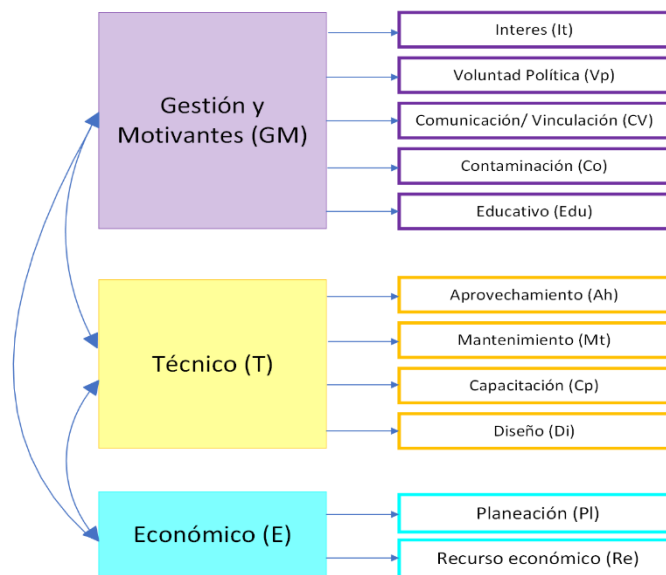 Gestión y
Motivantes (GM)
Interes (It)
Voluntad Política (Vp)
Comunicación/ Vinculación (CV)
Contaminación (Co)
Educativo (Edu)
Técnico (T)
Aprovechamiento (Ah)
Mantenimiento (Mt)
Capacitación (Cp)
Diseño (Di)
Económico (E)
Planeación (Pl)
Recurso económico (Re)